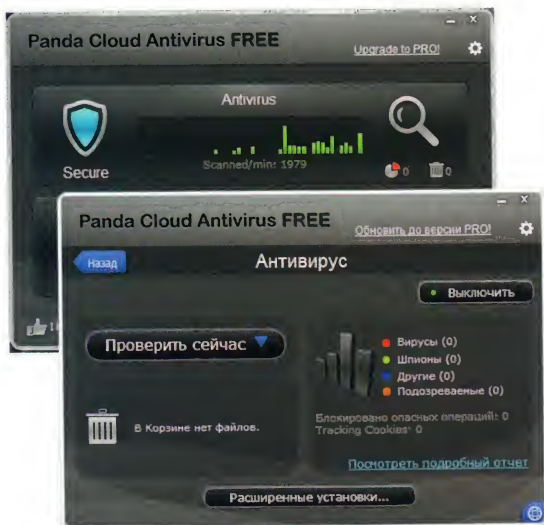 Panda Cloud Antivirus FREE
Upgrade to PRO!
Antivirus
Scanned/min: 1979
Secure
0
0
Panda Cloud Antivirus FREE
Обновить до версии PRO!
Назад
Антивирус
Выключить
Проверить сейчас
Вирусы (0)
Шпионы (0)
Другие (0)
Подозреваемые (0)
В Корзине нет файлов.
Блокировано опасных операций: 0
Tracking Cookies: 0
Посмотреть подробный отчет
Расширенные установки...